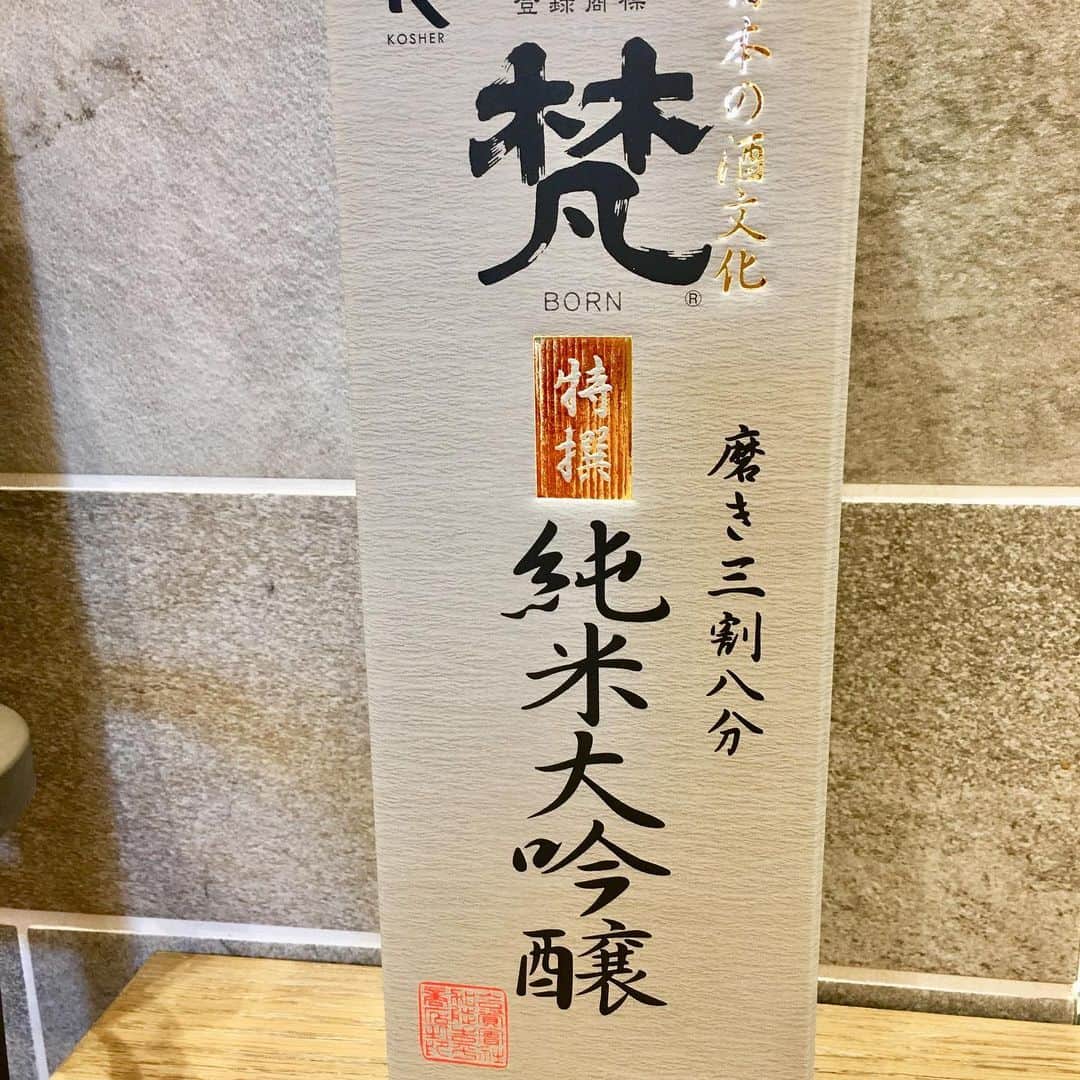 KOSHER
登録商標
梵
BORN
®
本の酒文化
特撰
磨き三割八分
純米大吟醸